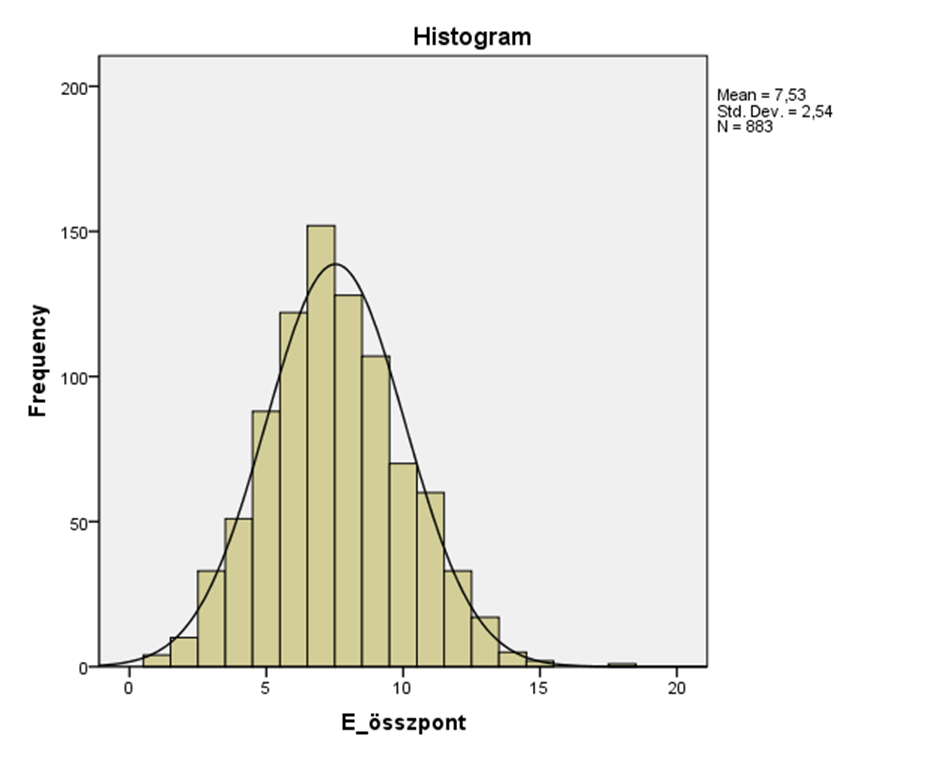 Histogram
Mean = 7,53
Std. Dev. = 2,54
N = 883
200
150
100
50
0
Frequency
0 5 10 15 20
E_összpont